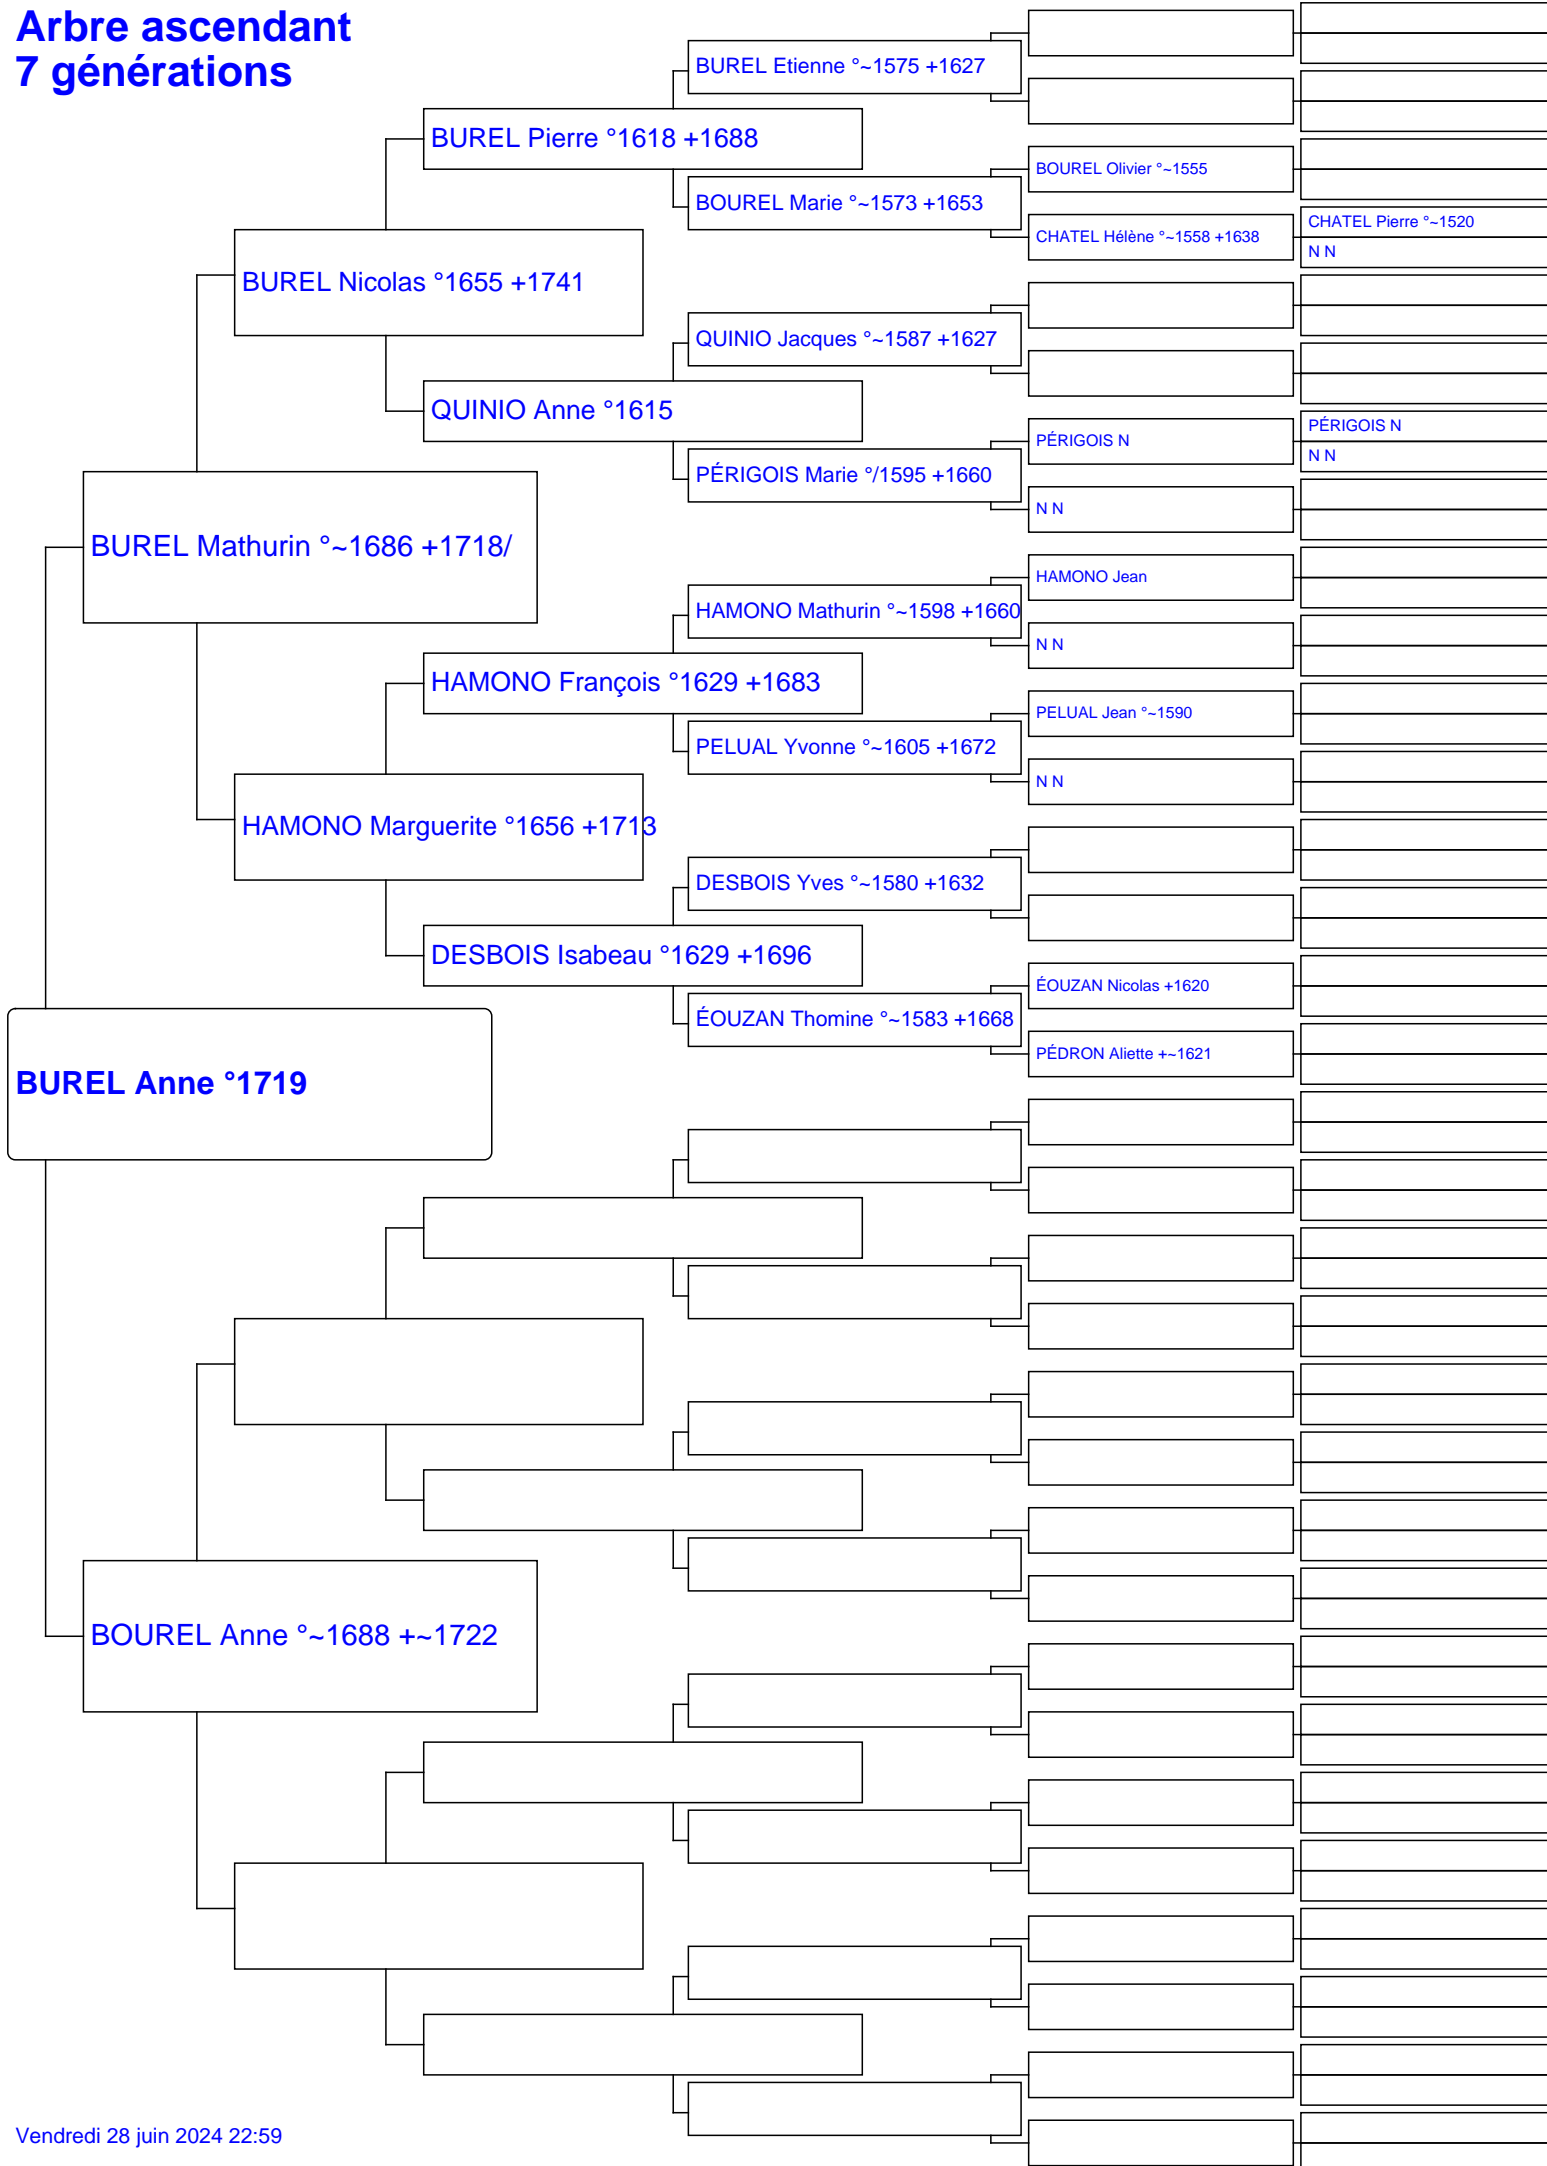 Arbre ascendant
7 générations
BUREL Etienne °~1575 +1627
BUREL Pierre °1618 +1688
BOUREL Olivier °~1555
BOUREL Marie °~1573 +1653
CHATEL Hélène °~1558 +1638
CHATEL Pierre °~1520
N N
BUREL Nicolas °1655 +1741
QUINIO Jacques °~1587 +1627
QUINIO Anne °1615
PÉRIGOIS N
PÉRIGOIS N
N N
PÉRIGOIS Marie °/1595 +1660
N N
BUREL Mathurin °~1686 +1718/
HAMONO Jean
HAMONO Mathurin °~1598 +1660
N N
HAMONO François °1629 +1683
PELUAL Jean °~1590
PELUAL Yvonne °~1605 +1672
N N
HAMONO Marguerite °1656 +1713
DESBOIS Yves °~1580 +1632
DESBOIS Isabeau °1629 +1696
ÉOUZAN Nicolas +1620
ÉOUZAN Thomine °~1583 +1668
PÉDRON Aliette +~1621
BUREL Anne °1719
BOUREL Anne °~1688 +~1722
Vendredi 28 juin 2024 22:59